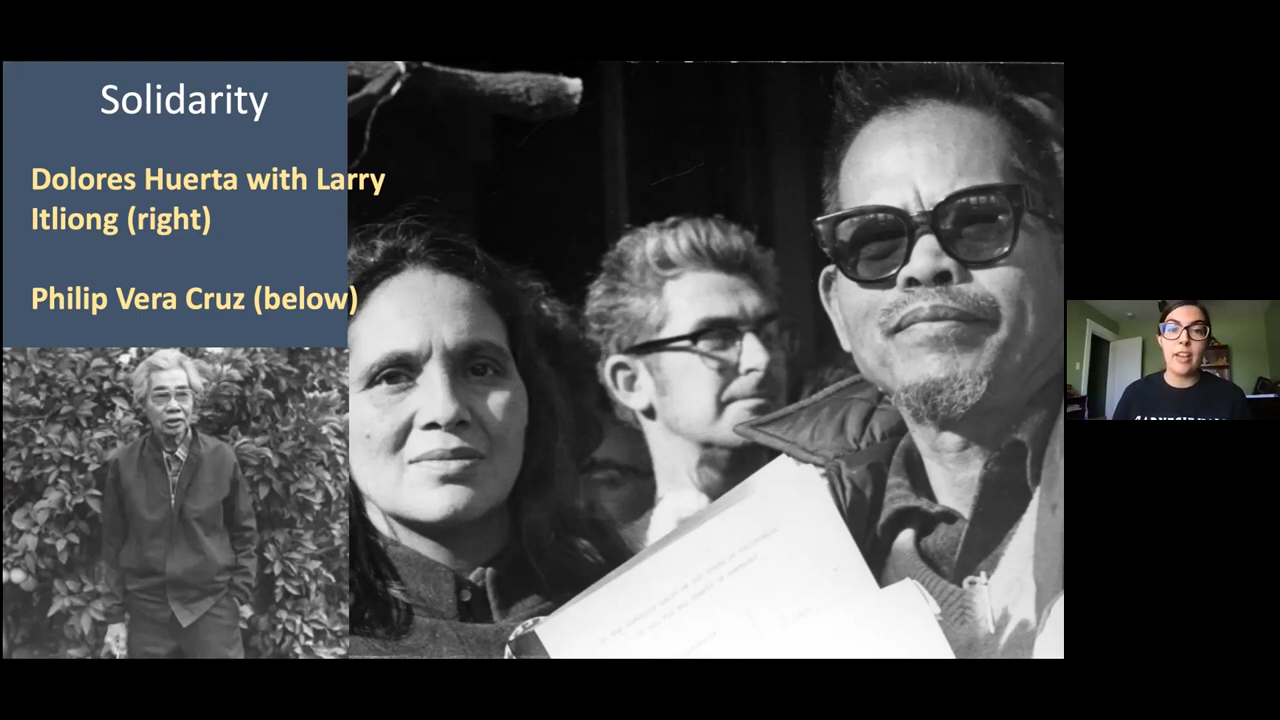 Solidarity
Dolores Huerta with Larry
Itliong (right)
Philip Vera Cruz (below)